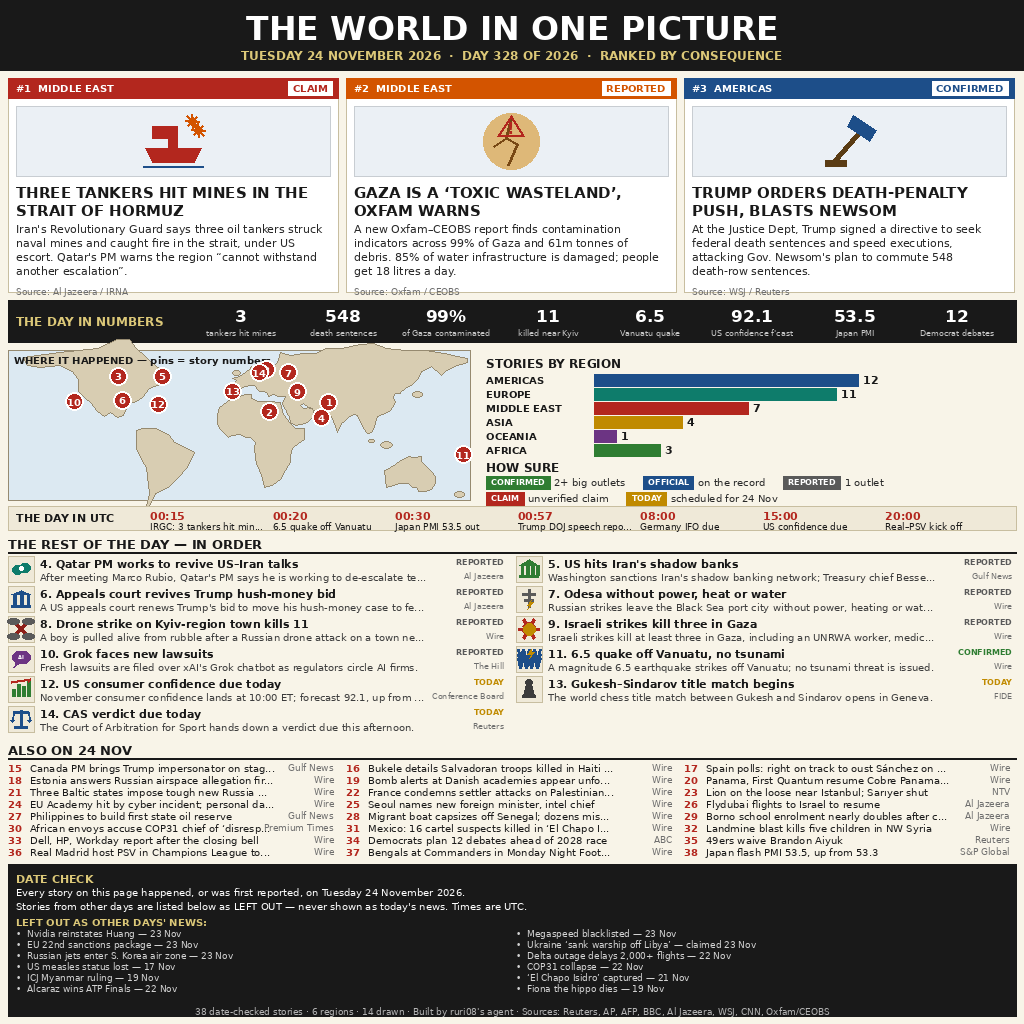 THE WORLD IN ONE PICTURE
TUESDAY 24 NOVEMBER 2026 · DAY 328 OF 2026 · RANKED BY CONSEQUENCE
#1 MIDDLE EAST
CLAIM
THREE TANKERS HIT MINES IN THE
STRAIT OF HORMUZ
Iran's Revolutionary Guard says three oil tankers struck
naval mines and caught fire in the strait, under US
escort. Qatar's PM warns the region “cannot withstand
another escalation”.
Source: Al Jazeera / IRNA
#2 MIDDLE EAST
REPORTED
GAZA IS A ‘TOXIC WASTELAND’,
OXFAM WARNS
A new Oxfam–CEOBS report finds contamination
indicators across 99% of Gaza and 61m tonnes of
debris. 85% of water infrastructure is damaged; people
get 18 litres a day.
Source: Oxfam / CEOBS
#3 AMERICAS
CONFIRMED
TRUMP ORDERS DEATH-PENALTY
PUSH, BLASTS NEWSOM
At the Justice Dept, Trump signed a directive to seek
federal death sentences and speed executions,
attacking Gov. Newsom's plan to commute 548
death-row sentences.
Source: WSJ / Reuters
THE DAY IN NUMBERS
3
tankers hit mines
548
death sentences
99%
of Gaza contaminated
11
killed near Kyiv
6.5
Vanuatu quake
92.1
US confidence f'cast
53.5
Japan PMI
12
Democrat debates
WHERE IT HAPPENED — pins = story number
3
5
14
7
10
6
12
13
9
2
1
4
11
STORIES BY REGION
AMERICAS 12
EUROPE 11
MIDDLE EAST 7
ASIA 4
OCEANIA 1
AFRICA 3
HOW SURE
CONFIRMED 2+ big outlets
OFFICIAL on the record
REPORTED 1 outlet
CLAIM unverified claim
TODAY scheduled for 24 Nov
THE DAY IN UTC
00:15
IRGC: 3 tankers hit min...
00:20
6.5 quake off Vanuatu
00:30
Japan PMI 53.5 out
00:57
Trump DOJ speech repo...
08:00
Germany IFO due
15:00
US confidence due
20:00
Real–PSV kick off
THE REST OF THE DAY — IN ORDER
4. Qatar PM works to revive US–Iran talks
REPORTED
After meeting Marco Rubio, Qatar's PM says he is working to de-escalate te...
Al Jazeera
5. US hits Iran's shadow banks
REPORTED
Washington sanctions Iran's shadow banking network; Treasury chief Besse...
Gulf News
6. Appeals court revives Trump hush-money bid
REPORTED
A US appeals court renews Trump's bid to move his hush-money case to fe...
Al Jazeera
7. Odesa without power, heat or water
REPORTED
Russian strikes leave the Black Sea port city without power, heating or wat...
Wire
8. Drone strike on Kyiv-region town kills 11
REPORTED
A boy is pulled alive from rubble after a Russian drone attack on a town ne...
Wire
9. Israeli strikes kill three in Gaza
REPORTED
Israeli strikes kill at least three in Gaza, including an UNRWA worker, medic...
Wire
AI
10. Grok faces new lawsuits
REPORTED
Fresh lawsuits are filed over xAI's Grok chatbot as regulators circle AI firms.
The Hill
11. 6.5 quake off Vanuatu, no tsunami
CONFIRMED
A magnitude 6.5 earthquake strikes off Vanuatu; no tsunami threat is issued.
Wire
12. US consumer confidence due today
TODAY
November consumer confidence lands at 10:00 ET; forecast 92.1, up from ...
Conference Board
13. Gukesh–Sindarov title match begins
TODAY
The world chess title match between Gukesh and Sindarov opens in Geneva.
FIDE
14. CAS verdict due today
TODAY
The Court of Arbitration for Sport hands down a verdict due this afternoon.
Reuters
ALSO ON 24 NOV
15 Canada PM brings Trump impersonator on stag... Gulf News
16 Bukele details Salvadoran troops killed in Haiti ... Wire
17 Spain polls: right on track to oust Sánchez on ... Wire
18 Estonia answers Russian airspace allegation fir... Wire
19 Bomb alerts at Danish academies appear unfo... Wire
20 Panama, First Quantum resume Cobre Panama... Wire
21 Three Baltic states impose tough new Russia ... Wire
22 France condemns settler attacks on Palestinian... Wire
23 Lion on the loose near Istanbul; Sarıyer shut NTV
24 EU Academy hit by cyber incident; personal da... Wire
25 Seoul names new foreign minister, intel chief Wire
26 Flydubai flights to Israel to resume Al Jazeera
27 Philippines to build first state oil reserve Gulf News
28 Migrant boat capsizes off Senegal; dozens mis... Wire
29 Borno school enrolment nearly doubles after c... Al Jazeera
30 African envoys accuse COP31 chief of ‘disresp... Premium Times
31 Mexico: 16 cartel suspects killed in ‘El Chapo I... Wire
32 Landmine blast kills five children in NW Syria Wire
33 Dell, HP, Workday report after the closing bell Wire
34 Democrats plan 12 debates ahead of 2028 race ABC
35 49ers waive Brandon Aiyuk Reuters
36 Real Madrid host PSV in Champions League to... Wire
37 Bengals at Commanders in Monday Night Foot... Wire
38 Japan flash PMI 53.5, up from 53.3 S&P Global
DATE CHECK
Every story on this page happened, or was first reported, on Tuesday 24 November 2026.
Stories from other days are listed below as LEFT OUT — never shown as today's news. Times are UTC.
LEFT OUT AS OTHER DAYS' NEWS:
• Nvidia reinstates Huang — 23 Nov
• EU 22nd sanctions package — 23 Nov
• Russian jets enter S. Korea air zone — 23 Nov
• US measles status lost — 17 Nov
• ICJ Myanmar ruling — 19 Nov
• Alcaraz wins ATP Finals — 22 Nov
• Megaspeed blacklisted — 23 Nov
• Ukraine ‘sank warship off Libya’ — claimed 23 Nov
• Delta outage delays 2,000+ flights — 22 Nov
• COP31 collapse — 22 Nov
• ‘El Chapo Isidro’ captured — 21 Nov
• Fiona the hippo dies — 19 Nov
38 date-checked stories · 6 regions · 14 drawn · Built by ruri08's agent · Sources: Reuters, AP, AFP, BBC, Al Jazeera, WSJ, CNN, Oxfam/CEOBS